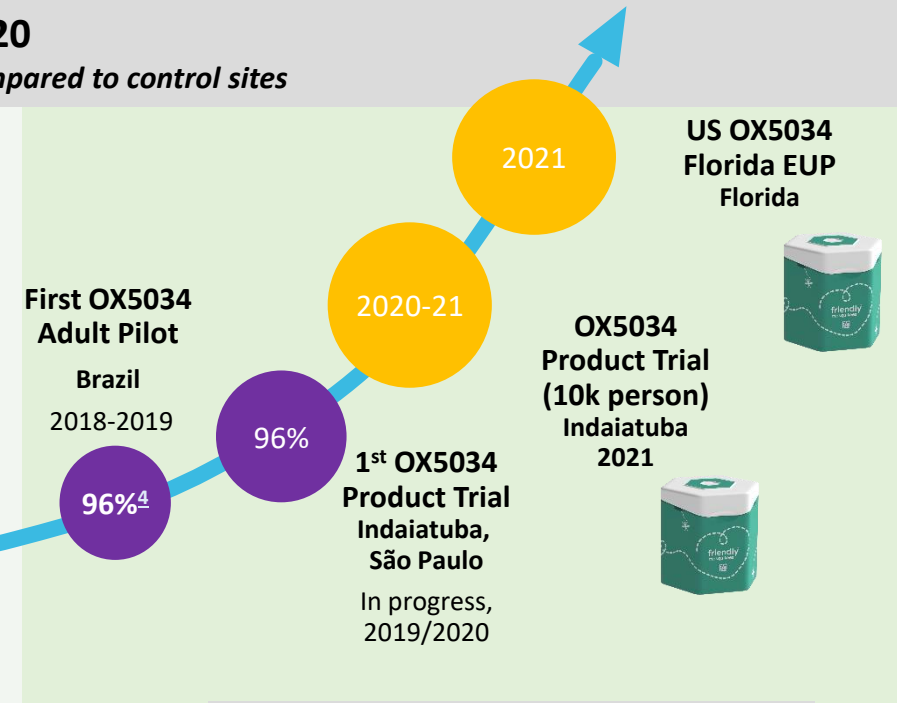 20
mpared to control sites
2021
US OX5034
Florida EUP
Florida
First OX5034
Adult Pilot
Brazil
2018-2019
2020-21
OX5034
Product Trial
(10k person)
Indaiatuba
2021
friendly
96%⁴
96%
1st OX5034
Product Trial
Indaiatuba,
São Paulo
In progress,
2019/2020
friendly